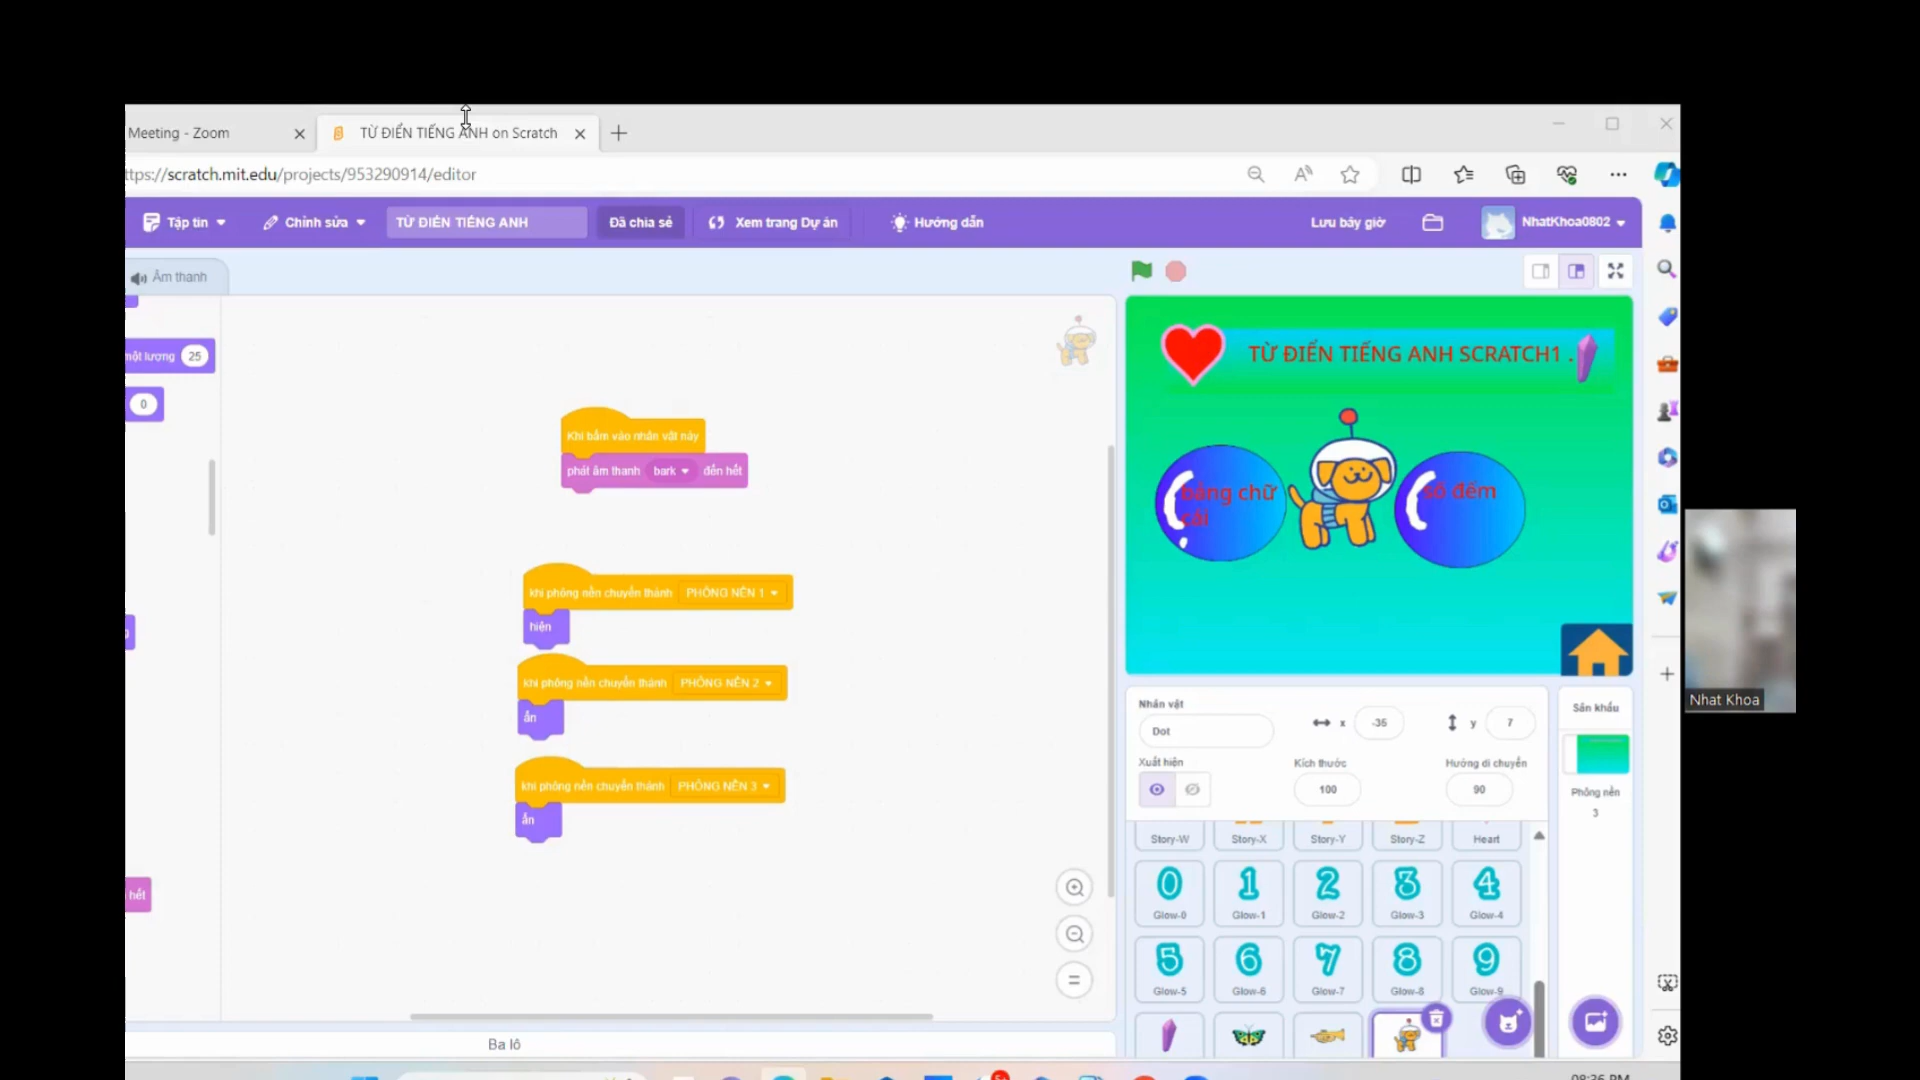 Meeting - Zoom
TỪ ĐIỂN TIẾNG ANH on Scratch
ttps://scratch.mit.edu/projects/953290914/editor
Tập tin
Chỉnh sửa
TỪ ĐIỂN TIẾNG ANH
Đã chia sẻ
Xem trang Dự án
Hướng dẫn
Lưu bây giờ
NhatKhoa0802
Âm thanh
một lượng 25
0
hết
Khi bấm vào nhân vật này
phát âm thanh bark đến hết
khi phông nền chuyển thành PHÔNG NỀN 1
hiện
khi phông nền chuyển thành PHÔNG NỀN 2
ẩn
khi phông nền chuyển thành PHÔNG NỀN 3
ẩn
Ba lô
TỪ ĐIỂN TIẾNG ANH SCRATCH1 .
bảng chữ
cái
số đếm
Nhân vật
Dot
x -35
y 7
Xuất hiện
Kích thước
100
Hướng di chuyển
90
Sân khấu
Phông nền
3
Story-W
Story-X
Story-Y
Story-Z
Heart
0 1 2 3 4
Glow-0
Glow-1
Glow-2
Glow-3
Glow-4
5 6 7 8 9
Glow-5
Glow-6
Glow-7
Glow-8
Glow-9
Nhat Khoa
08:36 PM